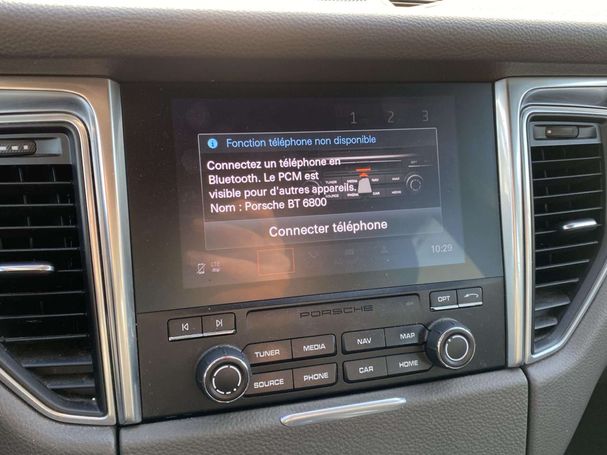 1 2 3
Fonction téléphone non disponible
Connectez un téléphone en
Bluetooth. Le PCM est
visible pour d'autres appareils.
Nom : Porsche BT 6800
Connecter téléphone
LTE
10:29
PORSCHE
OPT
TUNER
MEDIA
NAV
MAP
SOURCE
PHONE
CAR
HOME